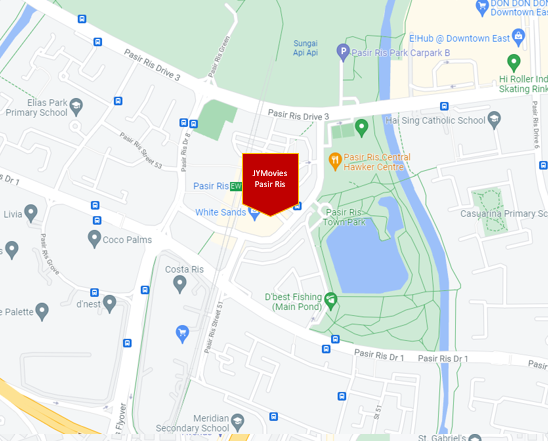 DON DON DON
Downtown East
E!Hub @ Downtown East
Sungai
Api Api
Pasir Ris Park Carpark B
Pasir Ris Green
Pasir Ris Drive 3
Hi Roller Ind
Skating Rink
Elias Park
Primary School
Pasir Ris Drive 3
Hai Sing Catholic School
Pasir Ris Dr 8
Pasir Ris Dr 6
Pasir Ris Street 53
JYMovies
Pasir Ris
Pasir Ris Central
Hawker Centre
Pasir Ris
EW
Ris Dr 1
White Sands
Pasir Ris
Town Park
Casuarina Primary Sc
Livia
Coco Palms
Pasir Ris Grove
Costa Ris
d'nest
e Palette
D'best Fishing
(Main Pond)
Pasir Ris Street 51
Pasir Ris Dr 1
Pasir Ris Dr 1
Pasir
St 51
Flyover
Meridian
Secondary School
St. Gabriel's